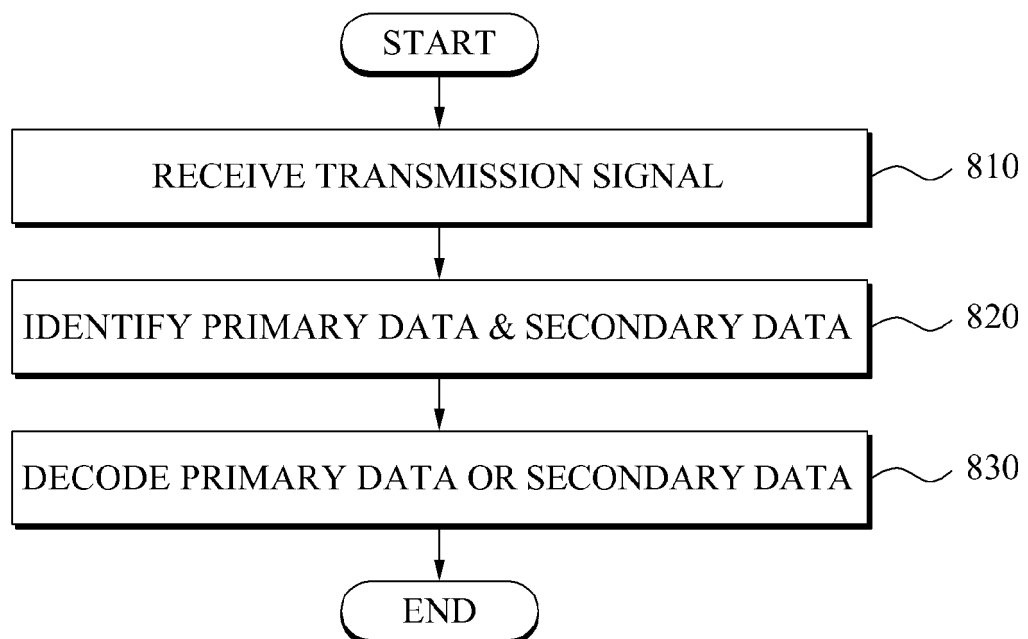 START
RECEIVE TRANSMISSION SIGNAL
810
IDENTIFY PRIMARY DATA & SECONDARY DATA
820
DECODE PRIMARY DATA OR SECONDARY DATA
830
END